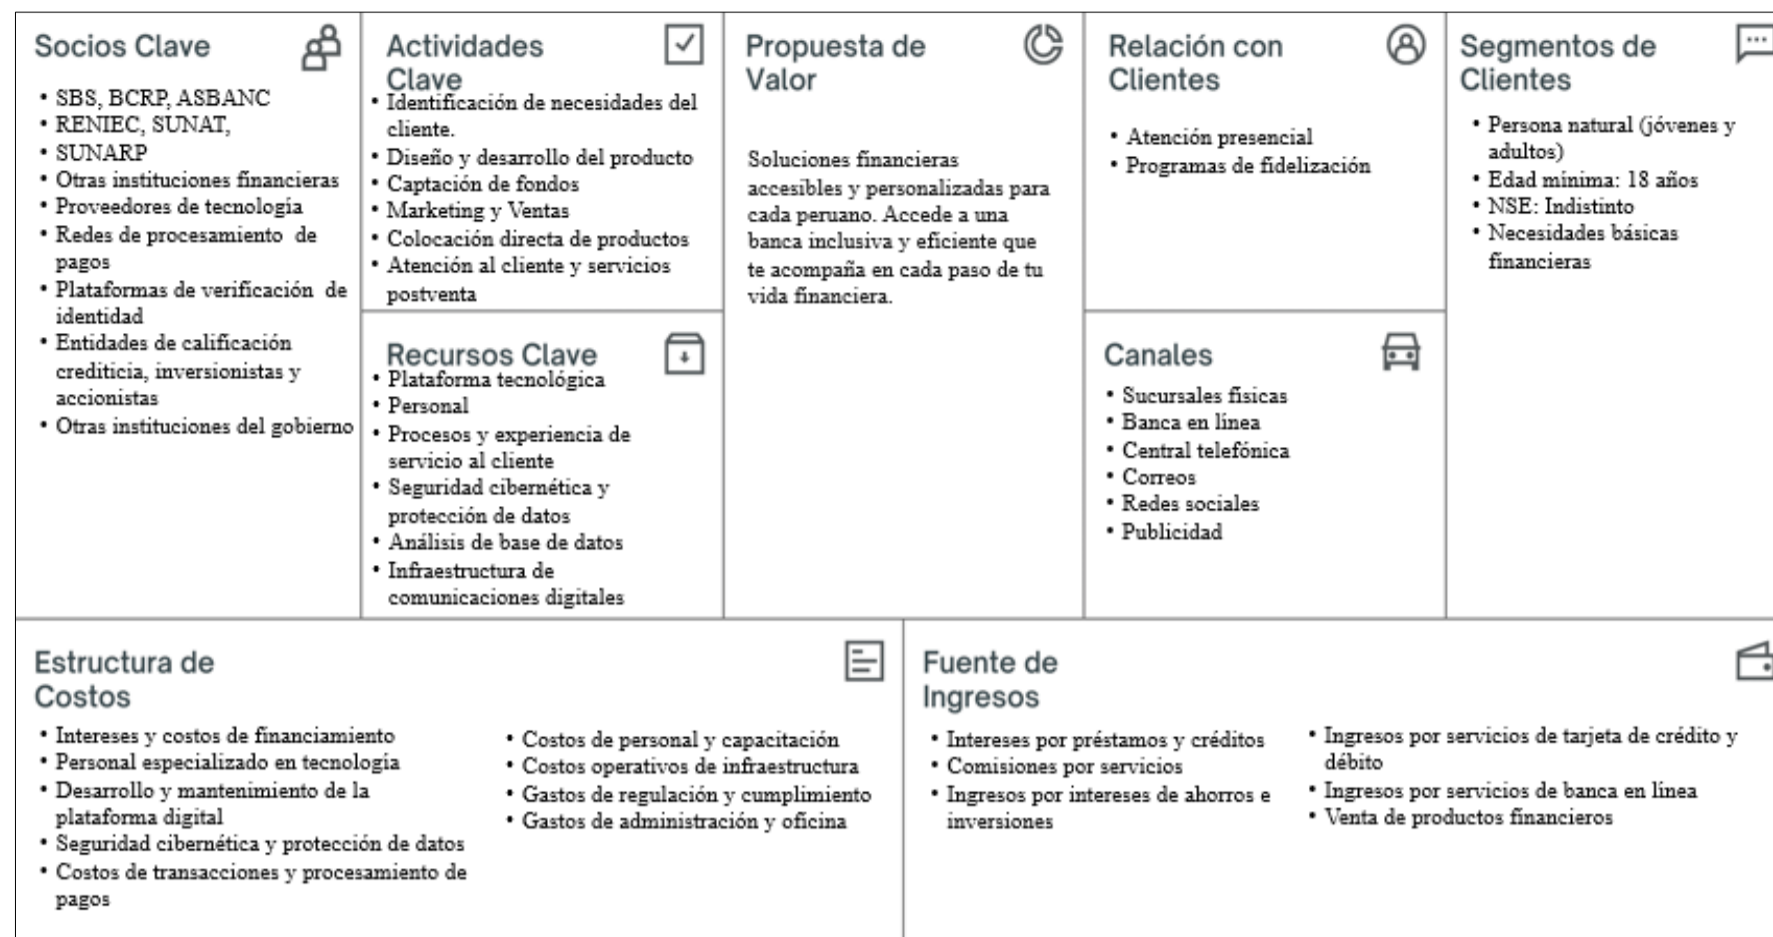 Socios Clave
• SBS, BCRP, ASBANC
• RENIEC, SUNAT,
• SUNARP
• Otras instituciones financieras
• Proveedores de tecnología
• Redes de procesamiento de
pagos
• Plataformas de verificación de
identidad
• Entidades de calificación
crediticia, inversionistas y
accionistas
• Otras instituciones del gobierno
Actividades
Clave
• Identificación de necesidades del
cliente.
• Diseño y desarrollo del producto
• Captación de fondos
• Marketing y Ventas
• Colocación directa de productos
• Atención al cliente y servicios
postventa
Recursos Clave
• Plataforma tecnológica
• Personal
• Procesos y experiencia de
servicio al cliente
• Seguridad cibernética y
protección de datos
• Análisis de base de datos
• Infraestructura de
comunicaciones digitales
Propuesta de
Valor
Soluciones financieras
accesibles y personalizadas para
cada peruano. Accede a una
banca inclusiva y eficiente que
te acompaña en cada paso de tu
vida financiera.
Relación con
Clientes
• Atención presencial
• Programas de fidelización
Canales
• Sucursales físicas
• Banca en línea
• Central telefónica
• Correos
• Redes sociales
• Publicidad
Segmentos de
Clientes
• Persona natural (jóvenes y
adultos)
• Edad mínima: 18 años
• NSE: Indistinto
• Necesidades básicas
financieras
Estructura de
Costos
• Intereses y costos de financiamiento
• Personal especializado en tecnología
• Desarrollo y mantenimiento de la
plataforma digital
• Seguridad cibernética y protección de datos
• Costos de transacciones y procesamiento de
pagos
• Costos de personal y capacitación
• Costos operativos de infraestructura
• Gastos de regulación y cumplimiento
• Gastos de administración y oficina
Fuente de
Ingresos
• Intereses por préstamos y créditos
• Comisiones por servicios
• Ingresos por intereses de ahorros e
inversiones
• Ingresos por servicios de tarjeta de crédito y
débito
• Ingresos por servicios de banca en línea
• Venta de productos financieros